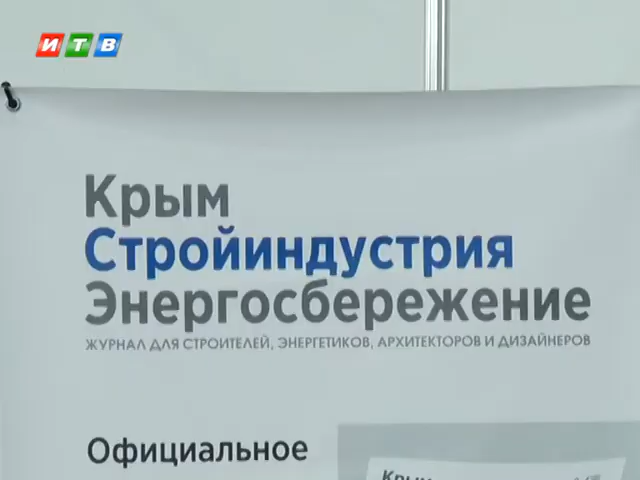 ИТВ
Крым
Стройиндустрия
Энергосбережение
ЖУРНАЛ ДЛЯ СТРОИТЕЛЕЙ, ЭНЕРГЕТИКОВ, АРХИТЕКТОРОВ И ДИЗАЙНЕРОВ
Официальное